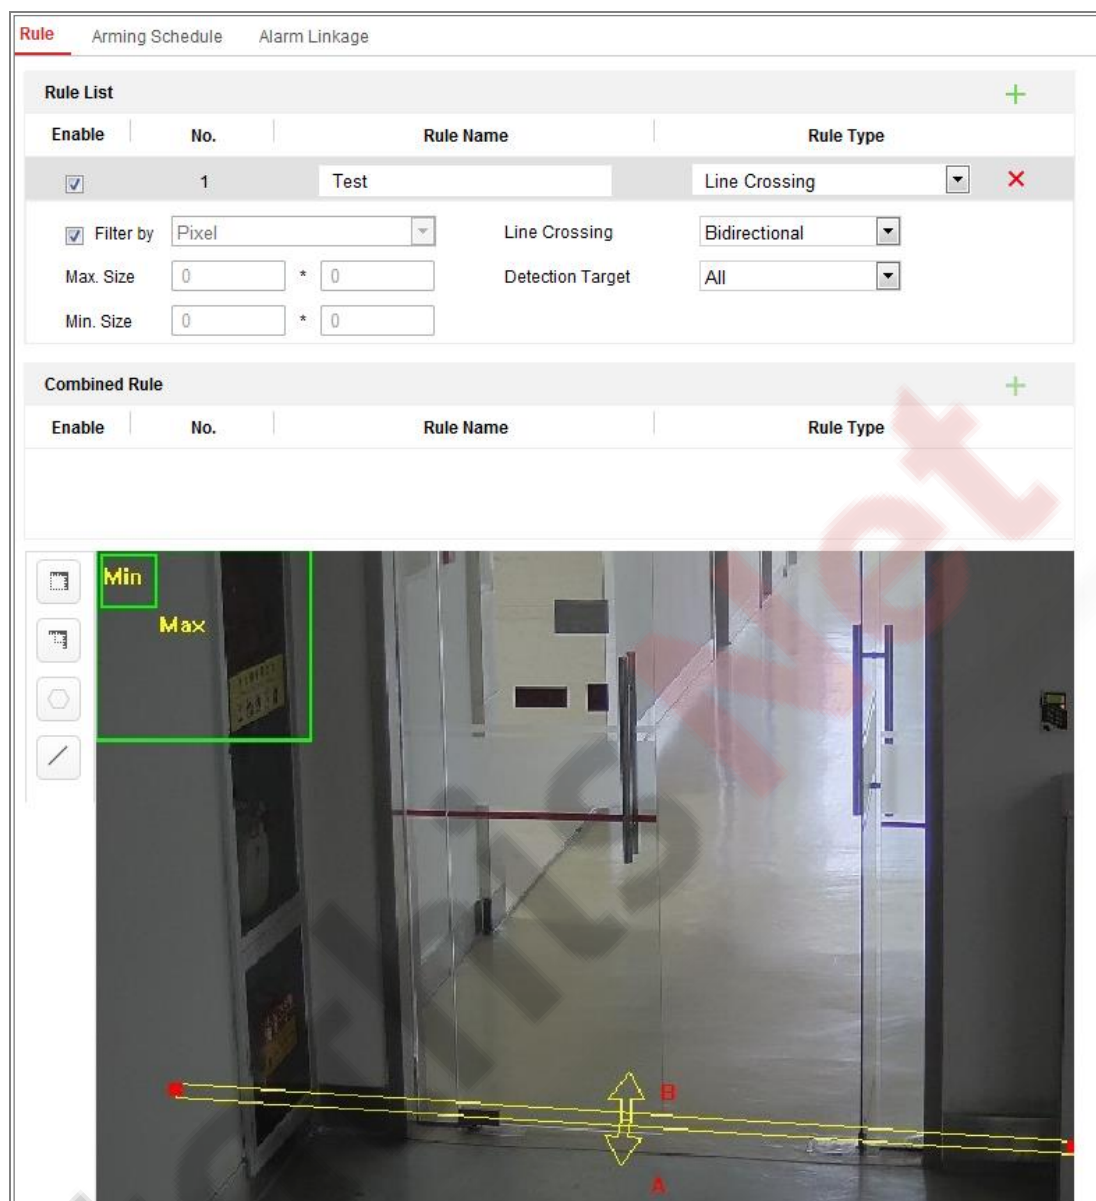 Rule Arming Schedule Alarm Linkage
Rule List +
Enable No. Rule Name Rule Type
1 Test Line Crossing
Filter by Pixel Line Crossing Bidirectional
Max. Size 0 * 0 Detection Target All
Min. Size 0 * 0
Combined Rule +
Enable No. Rule Name Rule Type
Min
Max
B
A